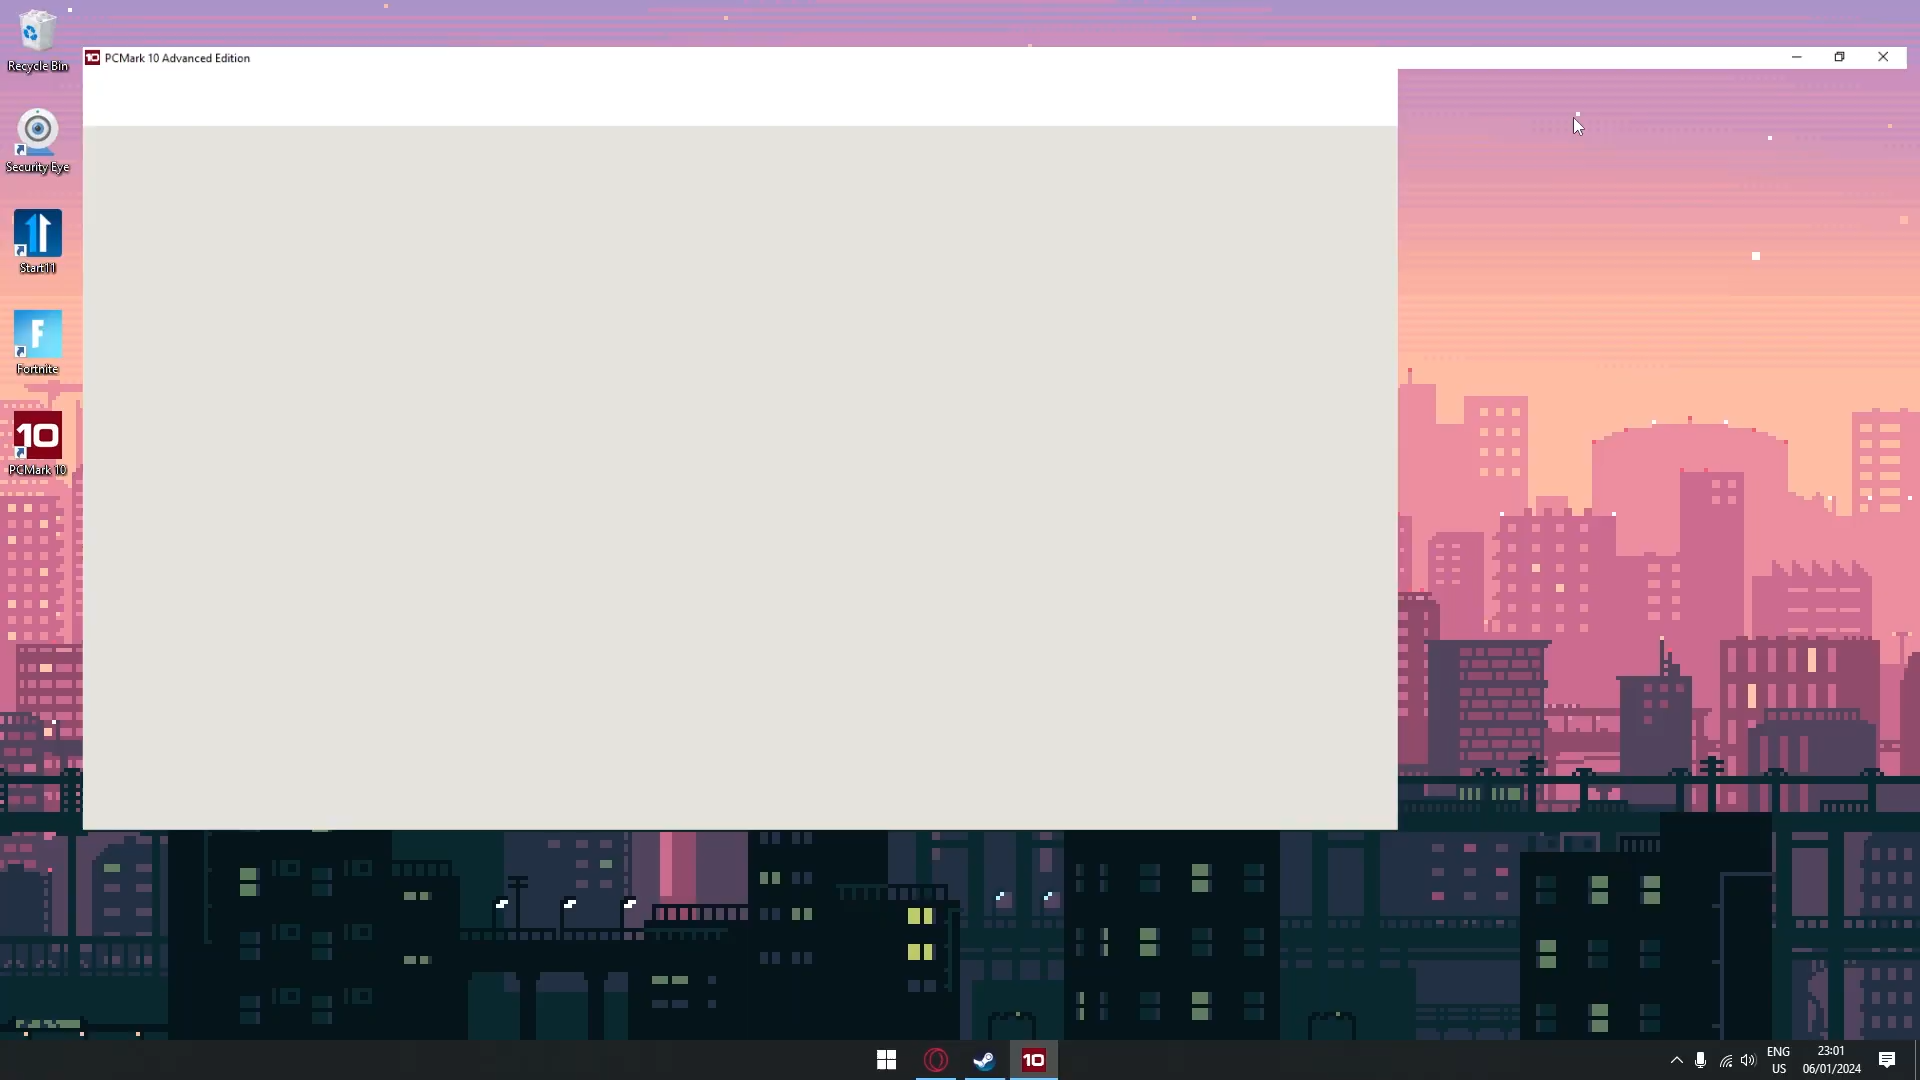 Recycle Bin
10 PCMark 10 Advanced Edition
Security Eye
Start11
F
Fortnite
10
PCMark 10
10
ENG
US
23:01
06/01/2024